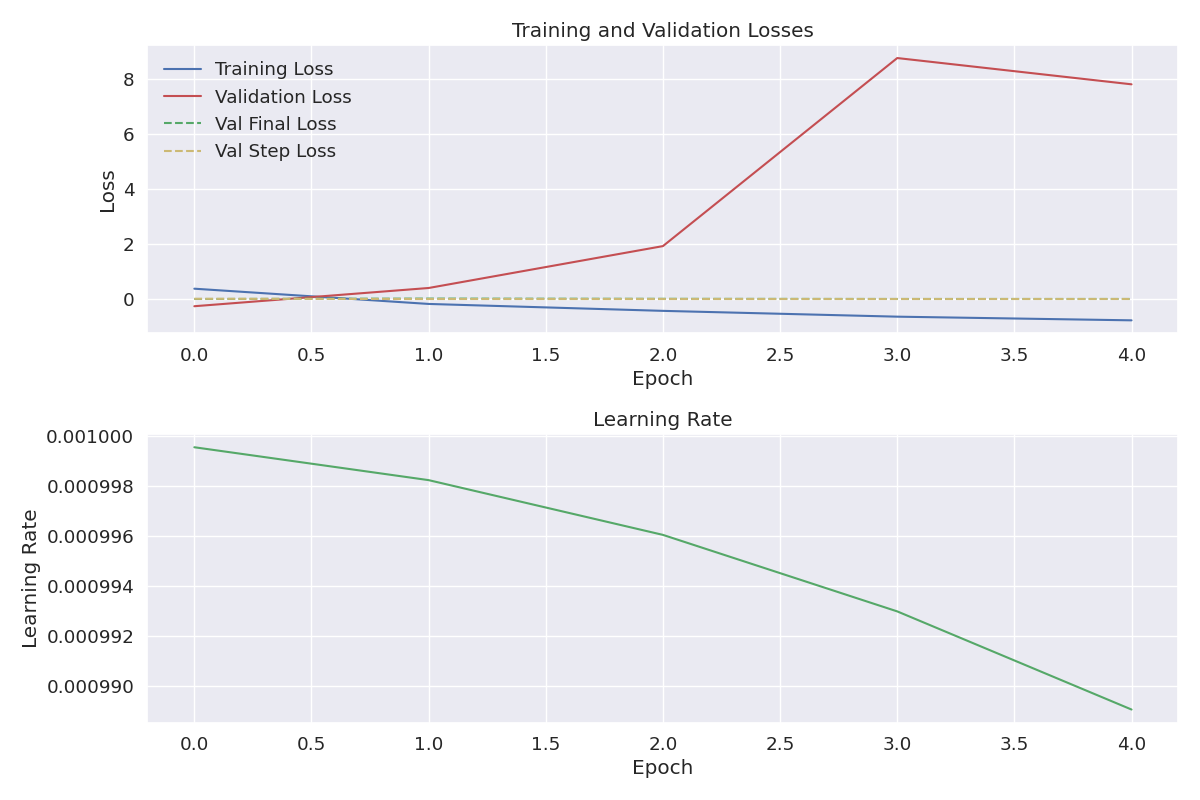 Training and Validation Losses
Training Loss
Validation Loss
Val Final Loss
Val Step Loss
Loss
8
6
4
2
0
0.0 0.5 1.0 1.5 2.0 2.5 3.0 3.5 4.0
Epoch
Learning Rate
Learning Rate
0.001000
0.000998
0.000996
0.000994
0.000992
0.000990
0.0 0.5 1.0 1.5 2.0 2.5 3.0 3.5 4.0
Epoch